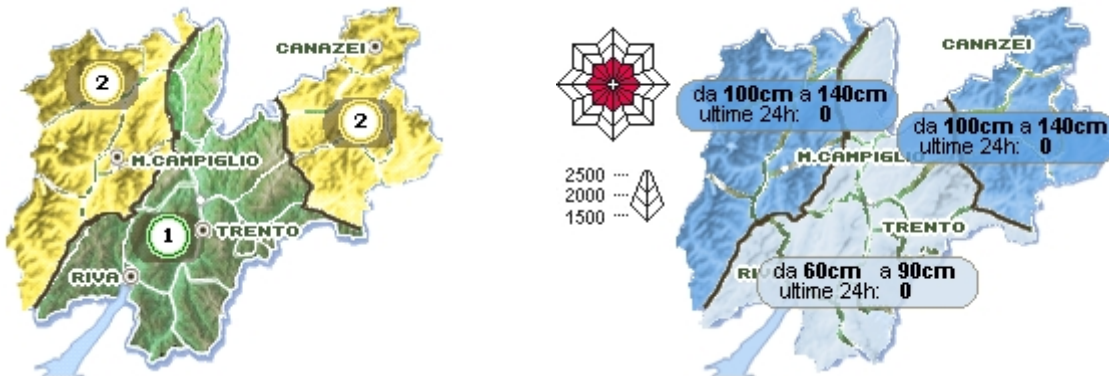 CANAZEI
2
2
M.CAMPIGLIO
1
TRENTO
RIVA
CANAZEI
da 100cm a 140cm
ultime 24h: 0
da 100cm a 140cm
ultime 24h: 0
M.CAMPIGLIO
2500
2000
1500
TRENTO
RI
da 60cm a 90cm
ultime 24h: 0